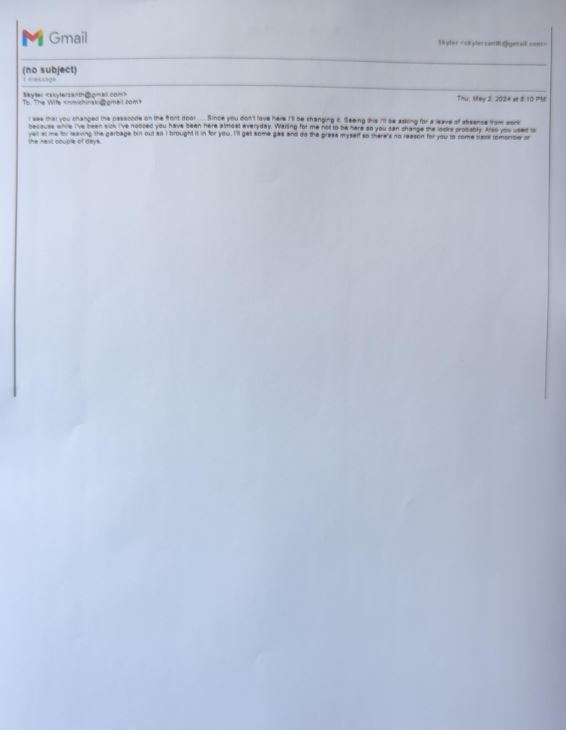 Gmail
Skyler <skylerzanth@gmail.com>
(no subject)
1 message
Skyler <skylerzanth@gmail.com>
To: The Wife <nmichinski@gmail.com>
Thu, May 2, 2024 at 8:10 PM
I see that you changed the passcode on the front door .... Since you don't love here I'll be changing it. Seeing this I'll be asking for a leave of absence from work
because while I've been sick I've noticed you have been here almost everyday. Waiting for me not to be here so you can change the locks probably. Also you used to
yell at me for leaving the garbage bin out so I brought it in for you, I'll get some gas and do the grass myself so there's no reason for you to come back tomorrow or
the next couple of days.